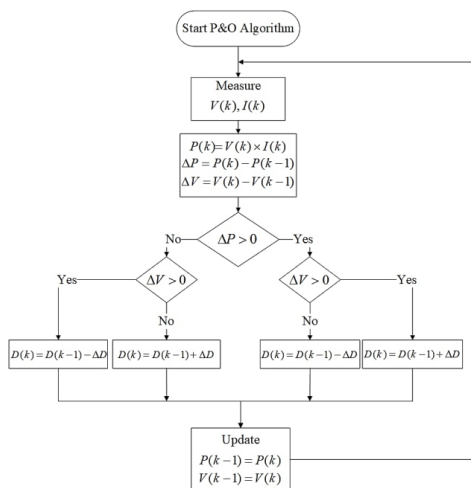 Start P&O Algorithm
Measure
V(k), I(k)
P(k)=V(k)×I(k)
ΔP=P(k)−P(k−1)
ΔV=V(k)−V(k−1)
No
ΔP>0
Yes
Yes
ΔV>0
ΔV>0
Yes
No
No
D(k)=D(k−1)−ΔD
D(k)=D(k−1)+ΔD
D(k)=D(k−1)−ΔD
D(k)=D(k−1)+ΔD
Update
P(k−1)=P(k)
V(k−1)=V(k)